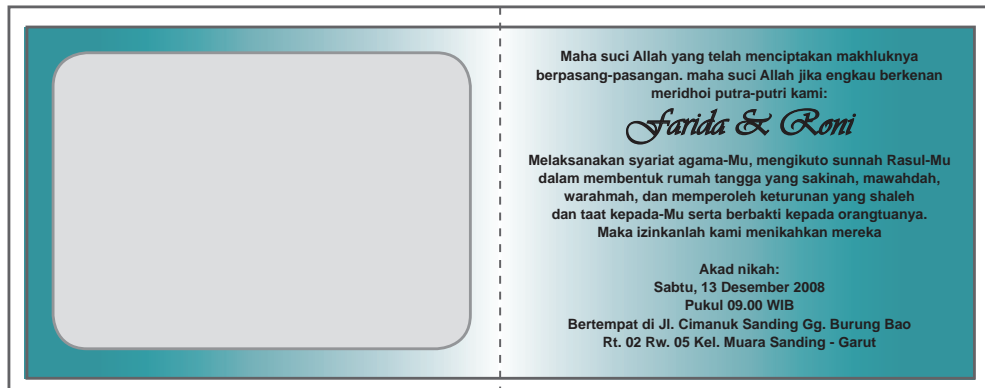 Maha suci Allah yang telah menciptakan makhluknya
berpasang-pasangan. maha suci Allah jika engkau berkenan
meridhoi putra-putri kami:
Farida & Roni
Melaksanakan syariat agama-Mu, mengikuto sunnah Rasul-Mu
dalam membentuk rumah tangga yang sakinah, mawahdah,
warahmah, dan memperoleh keturunan yang shaleh
dan taat kepada-Mu serta berbakti kepada orangtuanya.
Maka izinkanlah kami menikahkan mereka
Akad nikah:
Sabtu, 13 Desember 2008
Pukul 09.00 WIB
Bertempat di Jl. Cimanuk Sanding Gg. Burung Bao
Rt. 02 Rw. 05 Kel. Muara Sanding - Garut